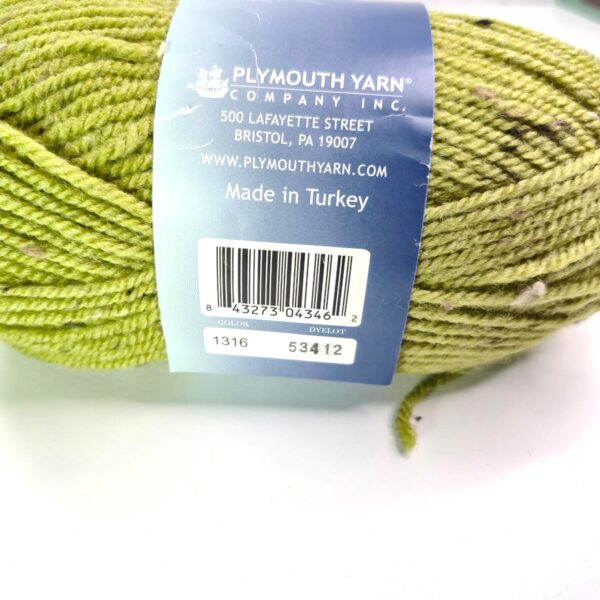 PLYMOUTH YARN®
COMPANY INC.
500 LAFAYETTE STREET
BRISTOL, PA 19007
WWW.PLYMOUTHYARN.COM
Made in Turkey
8 43273 04346 2
COLOR DYELOT
1316 53412